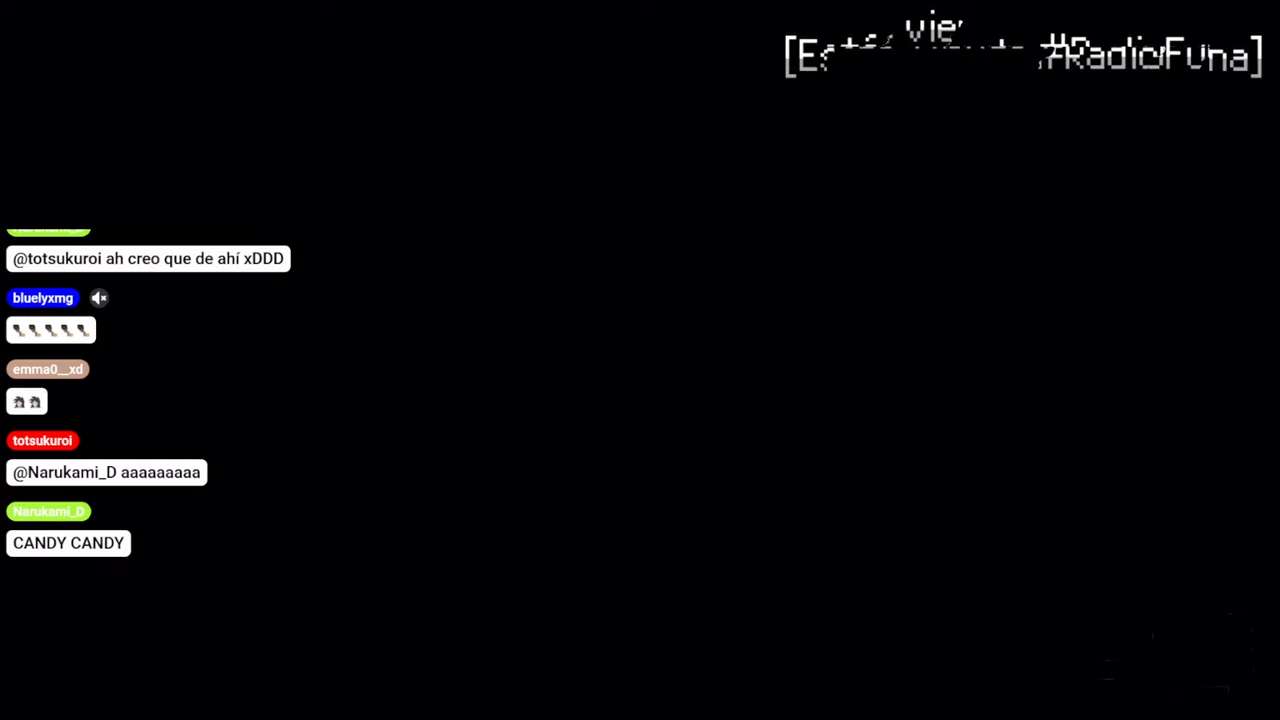 #RadioFuna]
@totsukuroi ah creo que de ahí xDDD
bluelyxmg
emma0__xd
totsukuroi
@Narukami_D aaaaaaaaa
Narukami_D
CANDY CANDY